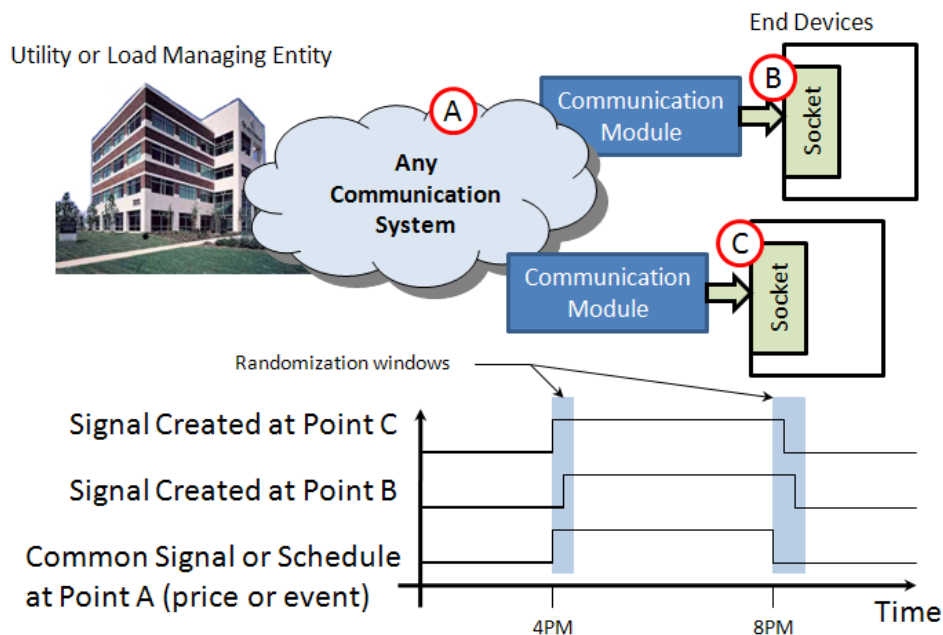 End Devices
Utility or Load Managing Entity
A
Any
Communication
System
Communication
Module
B
Socket
Communication
Module
C
Socket
Randomization windows
Signal Created at Point C
Signal Created at Point B
Common Signal or Schedule
at Point A (price or event)
4PM
8PM
Time